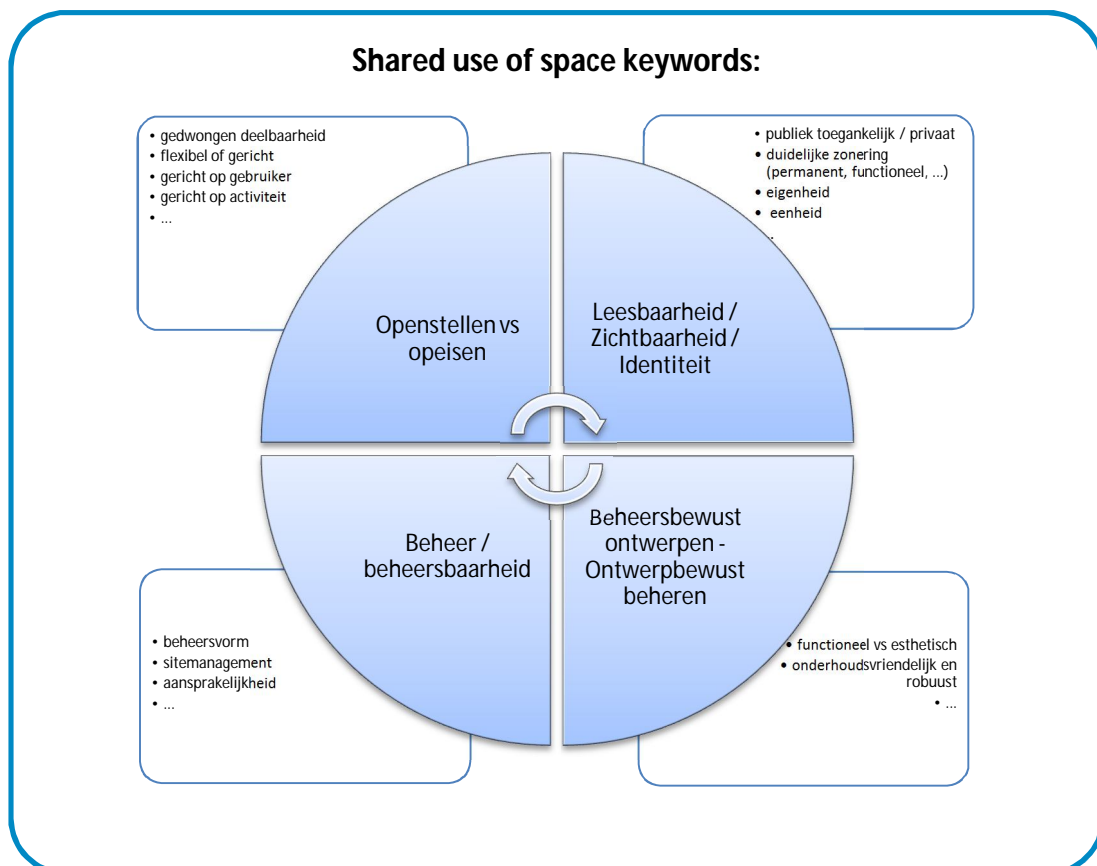 Shared use of space keywords:
• gedwongen deelbaarheid
• flexibel of gericht
• gericht op gebruiker
• gericht op activiteit
• ...
• publiek toegankelijk / privaat
• duidelijke zonering
(permanent, functioneel, ...)
• eigenheid
• eenheid
.
Openstellen vs
opeisen
Leesbaarheid /
Zichtbaarheid /
Identiteit
Beheer /
beheersbaarheid
Beheersbewust
ontwerpen -
Ontwerpbewust
beheren
• beheersvorm
• sitemanagement
• aansprakelijkheid
• ...
• functioneel vs esthetisch
• onderhoudsvriendelijk en
robuust
• ...